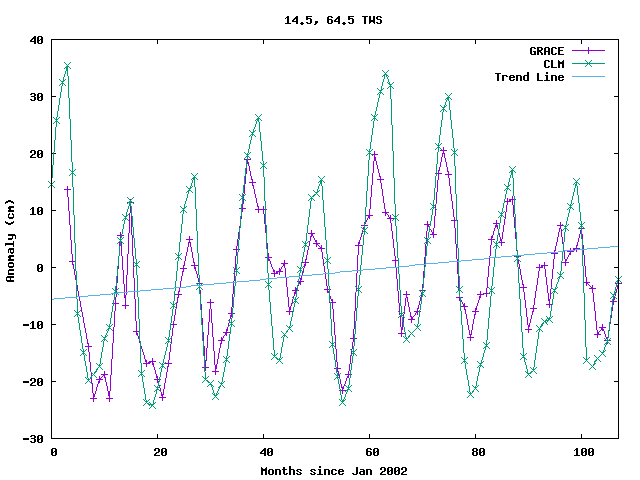 14.5, 64.5 TWS
GRACE
CLM
Trend Line
40
30
20
10
0
-10
-20
-30
Anomaly (cm)
0 20 40 60 80 100
Months since Jan 2002